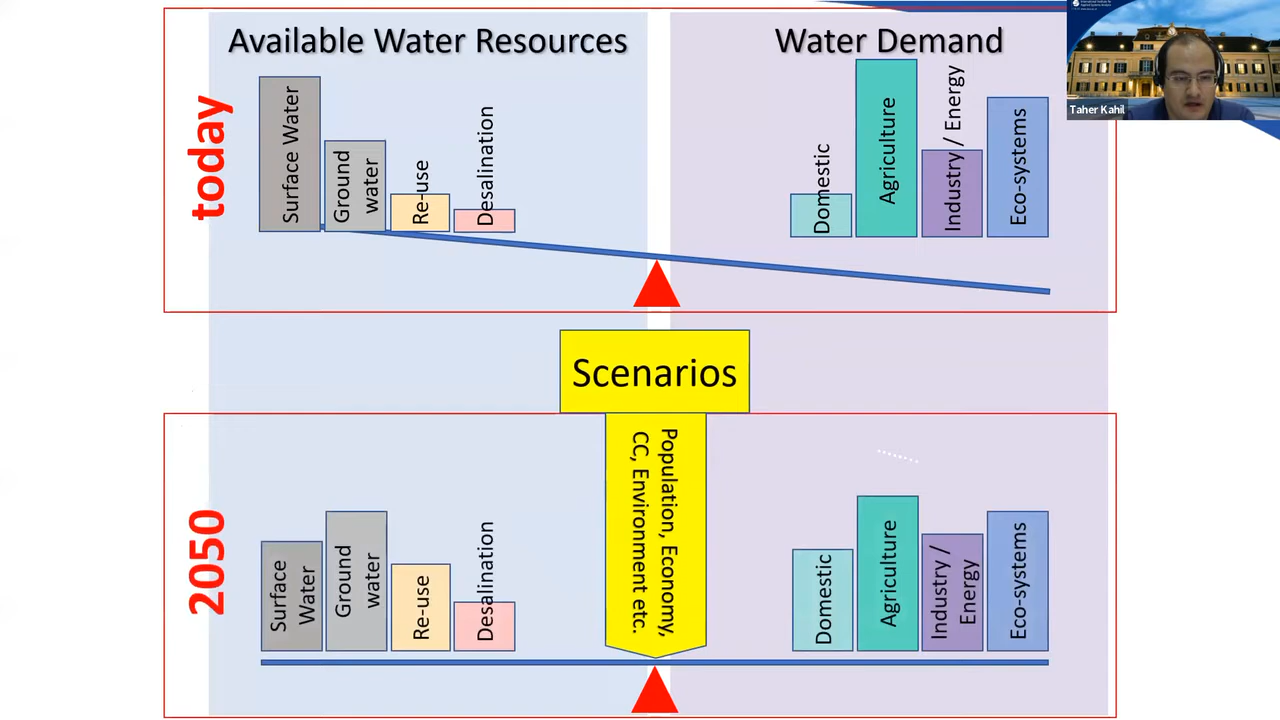 Available Water Resources
Water Demand
today
Surface Water
Ground
water
Re-use
Desalination
Domestic
Agriculture
Industry / Energy
Eco-systems
Taher Kahil
Scenarios
Population, Economy,
CC, Environment etc.
2050
Surface
Water
Ground
water
Re-use
Desalination
Domestic
Agriculture
Industry /
Energy
Eco-systems